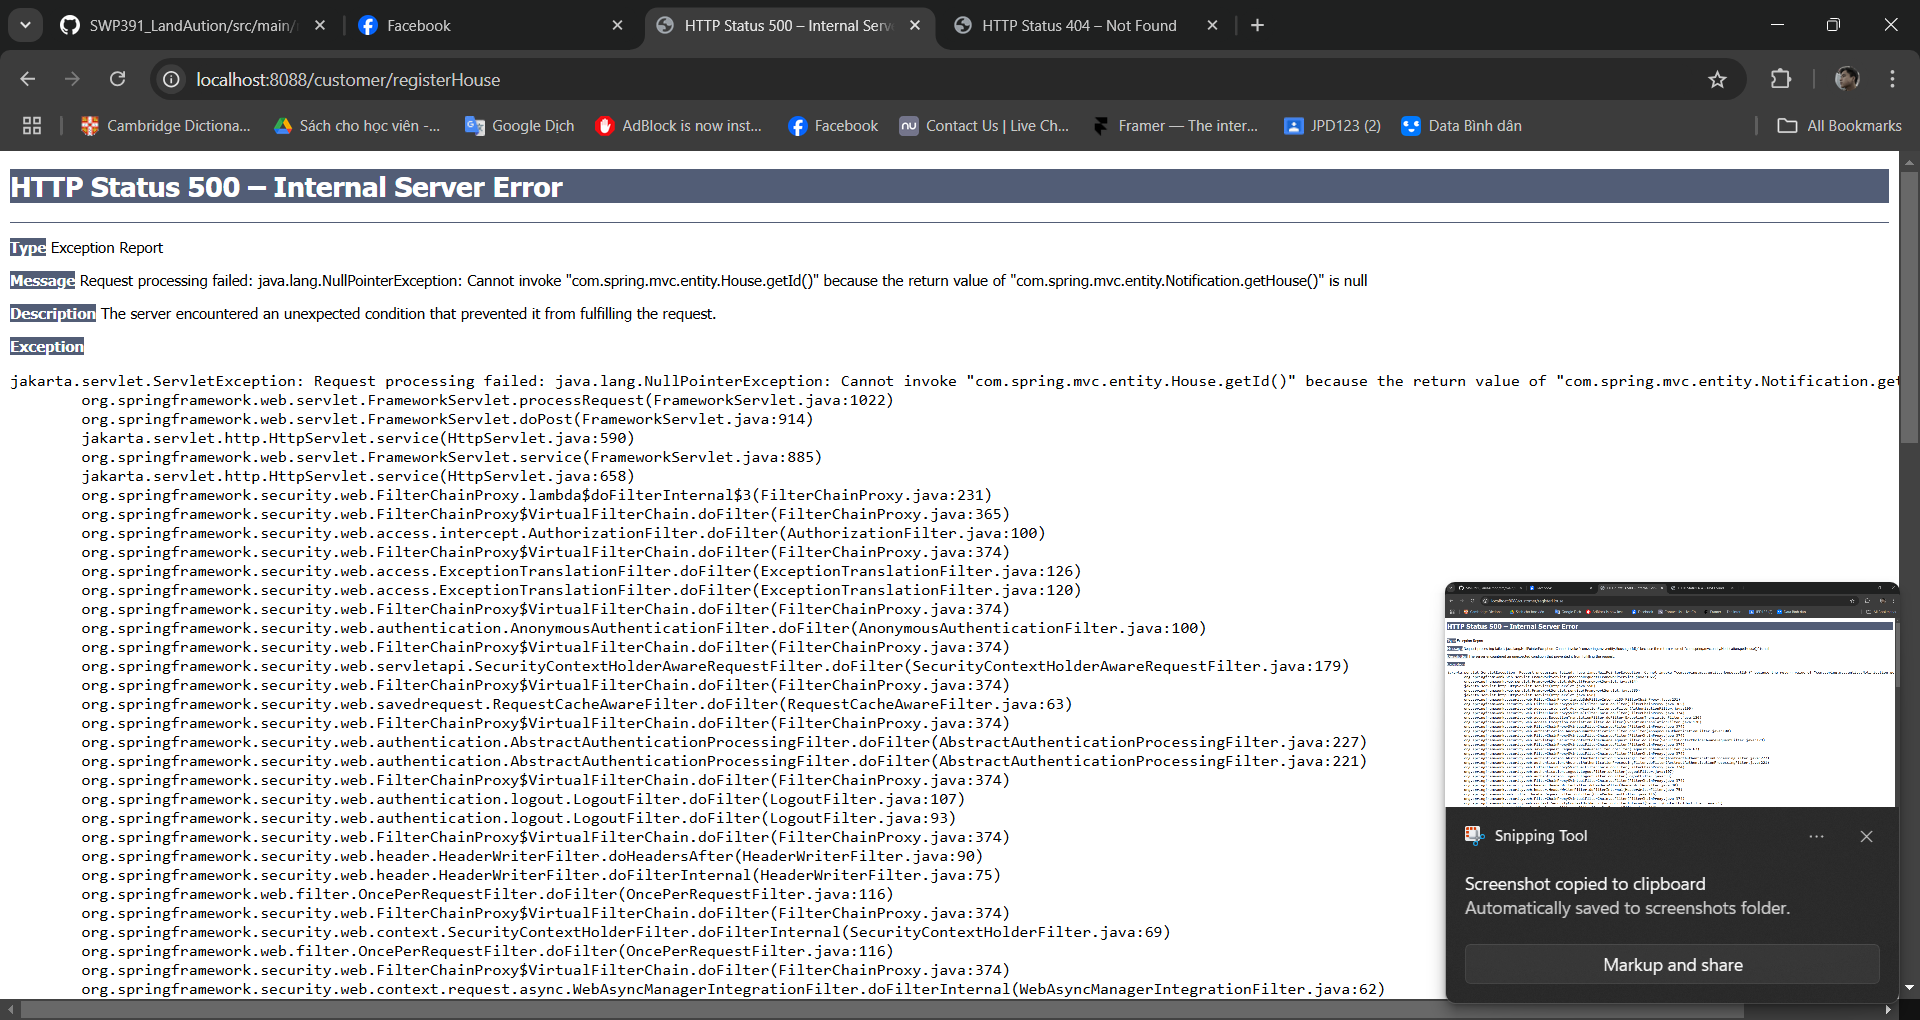 SWP391_LandAution/src/main/
Facebook
HTTP Status 500 – Internal Serve
HTTP Status 404 – Not Found
localhost:8088/customer/registerHouse
Cambridge Dictiona...
Sách cho học viên -...
Google Dịch
AdBlock is now inst...
Facebook
Contact Us | Live Ch...
Framer — The inter...
JPD123 (2)
Data Bình dân
All Bookmarks
HTTP Status 500 – Internal Server Error
Type Exception Report
Message Request processing failed: java.lang.NullPointerException: Cannot invoke "com.spring.mvc.entity.House.getId()" because the return value of "com.spring.mvc.entity.Notification.getHouse()" is null
Description The server encountered an unexpected condition that prevented it from fulfilling the request.
Exception
jakarta.servlet.ServletException: Request processing failed: java.lang.NullPointerException: Cannot invoke "com.spring.mvc.entity.House.getId()" because the return value of "com.spring.mvc.entity.Notification.get
org.springframework.web.servlet.FrameworkServlet.processRequest(FrameworkServlet.java:1022)
org.springframework.web.servlet.FrameworkServlet.doPost(FrameworkServlet.java:914)
jakarta.servlet.http.HttpServlet.service(HttpServlet.java:590)
org.springframework.web.servlet.FrameworkServlet.service(FrameworkServlet.java:885)
jakarta.servlet.http.HttpServlet.service(HttpServlet.java:658)
org.springframework.security.web.FilterChainProxy.lambda$doFilterInternal$3(FilterChainProxy.java:231)
org.springframework.security.web.FilterChainProxy$VirtualFilterChain.doFilter(FilterChainProxy.java:365)
org.springframework.security.web.access.intercept.AuthorizationFilter.doFilter(AuthorizationFilter.java:100)
org.springframework.security.web.FilterChainProxy$VirtualFilterChain.doFilter(FilterChainProxy.java:374)
org.springframework.security.web.access.ExceptionTranslationFilter.doFilter(ExceptionTranslationFilter.java:126)
org.springframework.security.web.access.ExceptionTranslationFilter.doFilter(ExceptionTranslationFilter.java:120)
org.springframework.security.web.FilterChainProxy$VirtualFilterChain.doFilter(FilterChainProxy.java:374)
org.springframework.security.web.authentication.AnonymousAuthenticationFilter.doFilter(AnonymousAuthenticationFilter.java:100)
org.springframework.security.web.FilterChainProxy$VirtualFilterChain.doFilter(FilterChainProxy.java:374)
org.springframework.security.web.servletapi.SecurityContextHolderAwareRequestFilter.doFilter(SecurityContextHolderAwareRequestFilter.java:179)
org.springframework.security.web.FilterChainProxy$VirtualFilterChain.doFilter(FilterChainProxy.java:374)
org.springframework.security.web.savedrequest.RequestCacheAwareFilter.doFilter(RequestCacheAwareFilter.java:63)
org.springframework.security.web.FilterChainProxy$VirtualFilterChain.doFilter(FilterChainProxy.java:374)
org.springframework.security.web.authentication.AbstractAuthenticationProcessingFilter.doFilter(AbstractAuthenticationProcessingFilter.java:227)
org.springframework.security.web.authentication.AbstractAuthenticationProcessingFilter.doFilter(AbstractAuthenticationProcessingFilter.java:221)
org.springframework.security.web.FilterChainProxy$VirtualFilterChain.doFilter(FilterChainProxy.java:374)
org.springframework.security.web.authentication.logout.LogoutFilter.doFilter(LogoutFilter.java:107)
org.springframework.security.web.authentication.logout.LogoutFilter.doFilter(LogoutFilter.java:93)
org.springframework.security.web.FilterChainProxy$VirtualFilterChain.doFilter(FilterChainProxy.java:374)
org.springframework.security.web.header.HeaderWriterFilter.doHeadersAfter(HeaderWriterFilter.java:90)
org.springframework.security.web.header.HeaderWriterFilter.doFilterInternal(HeaderWriterFilter.java:75)
org.springframework.web.filter.OncePerRequestFilter.doFilter(OncePerRequestFilter.java:116)
org.springframework.security.web.FilterChainProxy$VirtualFilterChain.doFilter(FilterChainProxy.java:374)
org.springframework.security.web.context.SecurityContextHolderFilter.doFilterInternal(SecurityContextHolderFilter.java:69)
org.springframework.web.filter.OncePerRequestFilter.doFilter(OncePerRequestFilter.java:116)
org.springframework.security.web.FilterChainProxy$VirtualFilterChain.doFilter(FilterChainProxy.java:374)
org.springframework.security.web.context.request.async.WebAsyncManagerIntegrationFilter.doFilterInternal(WebAsyncManagerIntegrationFilter.java:62)
HTTP Status 500 – Internal Server Error
Snipping Tool
Screenshot copied to clipboard
Automatically saved to screenshots folder.
Markup and share